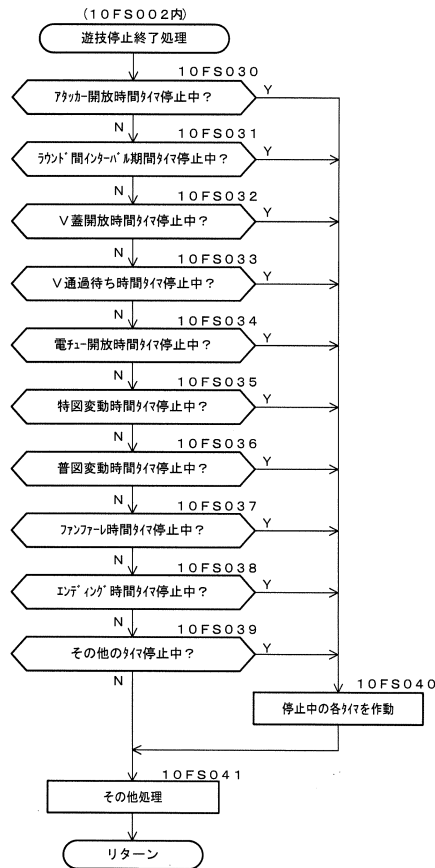 (10FS002内)
遊技停止終了処理
10FS030
アタッカー開放時間タイマ停止中？
Y
N
10FS031
ラウンド間インターバル期間タイマ停止中？
Y
N
10FS032
V蓋開放時間タイマ停止中？
Y
N
10FS033
V通過待ち時間タイマ停止中？
Y
N
10FS034
電チュー開放時間タイマ停止中？
Y
N
10FS035
特図変動時間タイマ停止中？
Y
N
10FS036
普図変動時間タイマ停止中？
Y
N
10FS037
ファンファーレ時間タイマ停止中？
Y
N
10FS038
エンディング時間タイマ停止中？
Y
N
10FS039
その他のタイマ停止中？
Y
N
10FS040
停止中の各タイマを作動
10FS041
その他処理
リターン